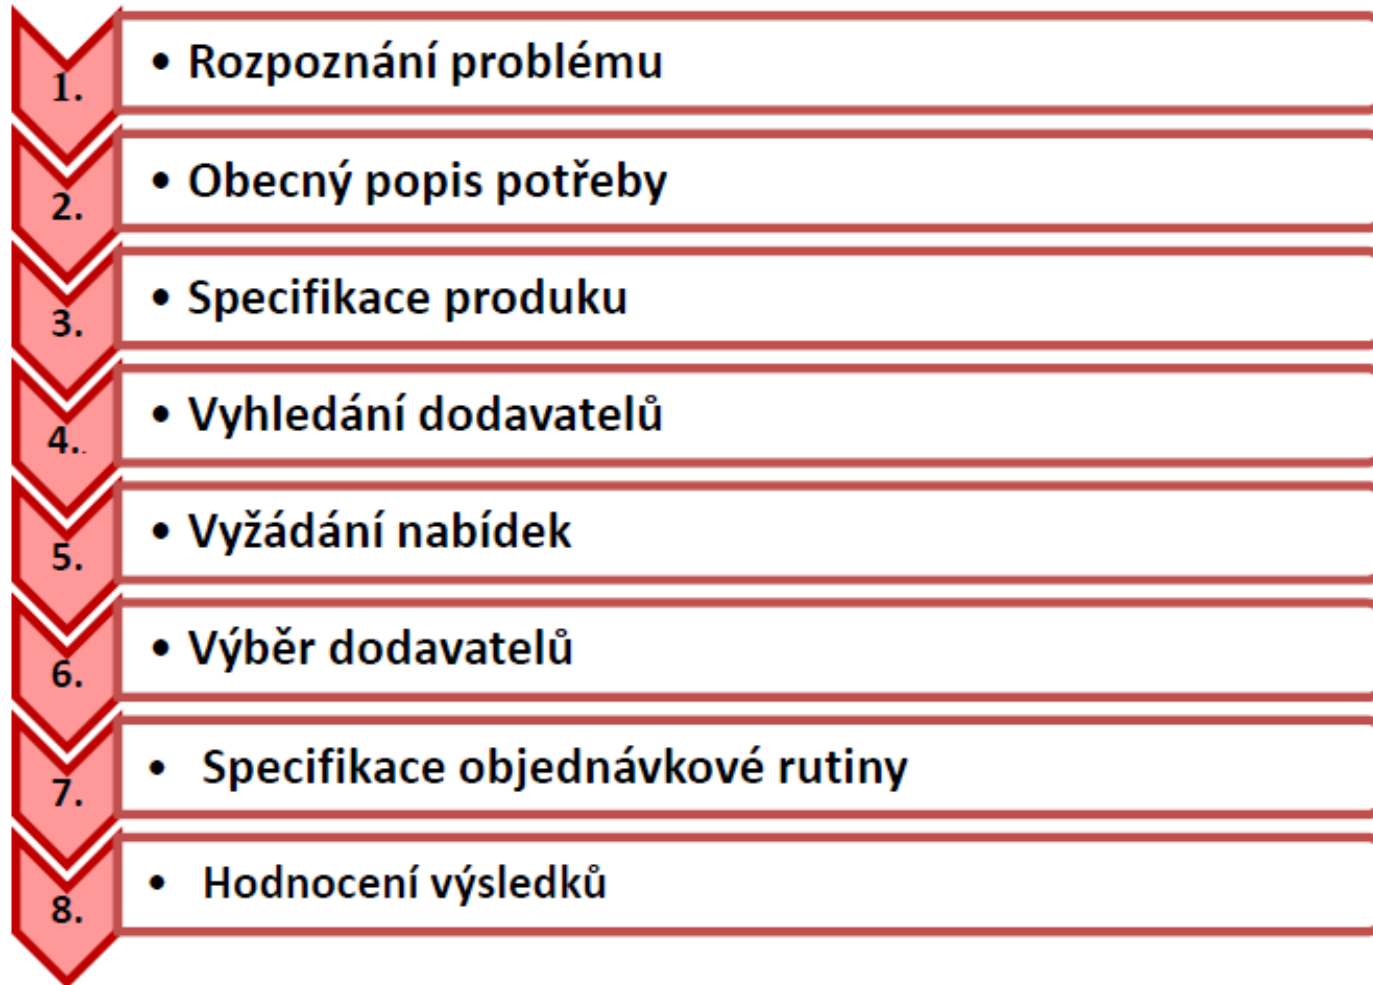 1. • Rozpoznání problému
2. • Obecný popis potřeby
3. • Specifikace produku
4.. • Vyhledání dodavatelů
5. • Vyžádání nabídek
6. • Výběr dodavatelů
7. • Specifikace objednávkové rutiny
8. • Hodnocení výsledků